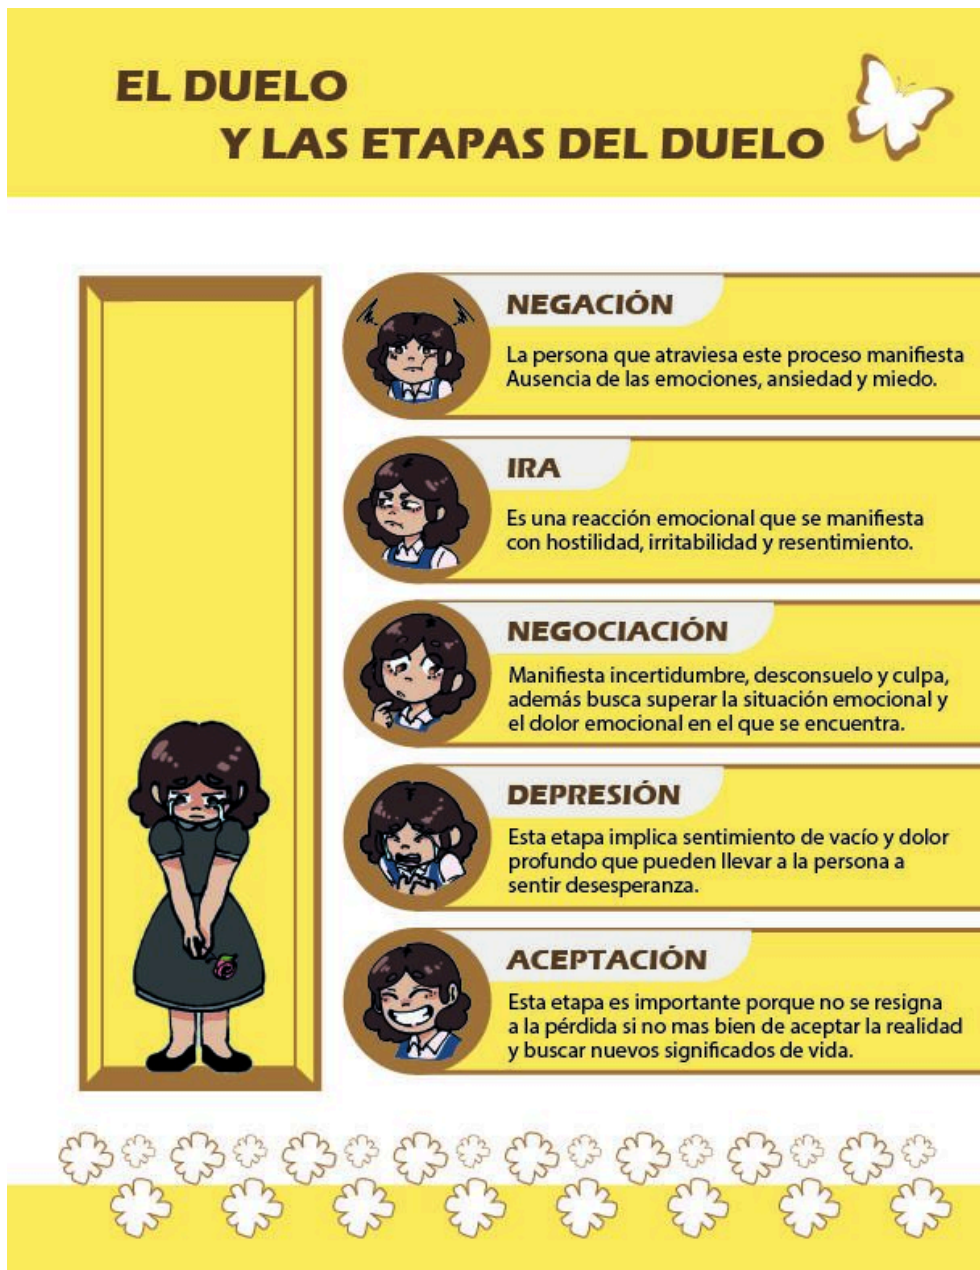 EL DUELO
Y LAS ETAPAS DEL DUELO
NEGACIÓN
La persona que atraviesa este proceso manifiesta
Ausencia de las emociones, ansiedad y miedo.
IRA
Es una reacción emocional que se manifiesta
con hostilidad, irritabilidad y resentimiento.
NEGOCIACIÓN
Manifiesta incertidumbre, desconsuelo y culpa,
además busca superar la situación emocional y
el dolor emocional en el que se encuentra.
DEPRESIÓN
Esta etapa implica sentimiento de vacío y dolor
profundo que pueden llevar a la persona a
sentir desesperanza.
ACEPTACIÓN
Esta etapa es importante porque no se resigna
a la pérdida si no mas bien de aceptar la realidad
y buscar nuevos significados de vida.